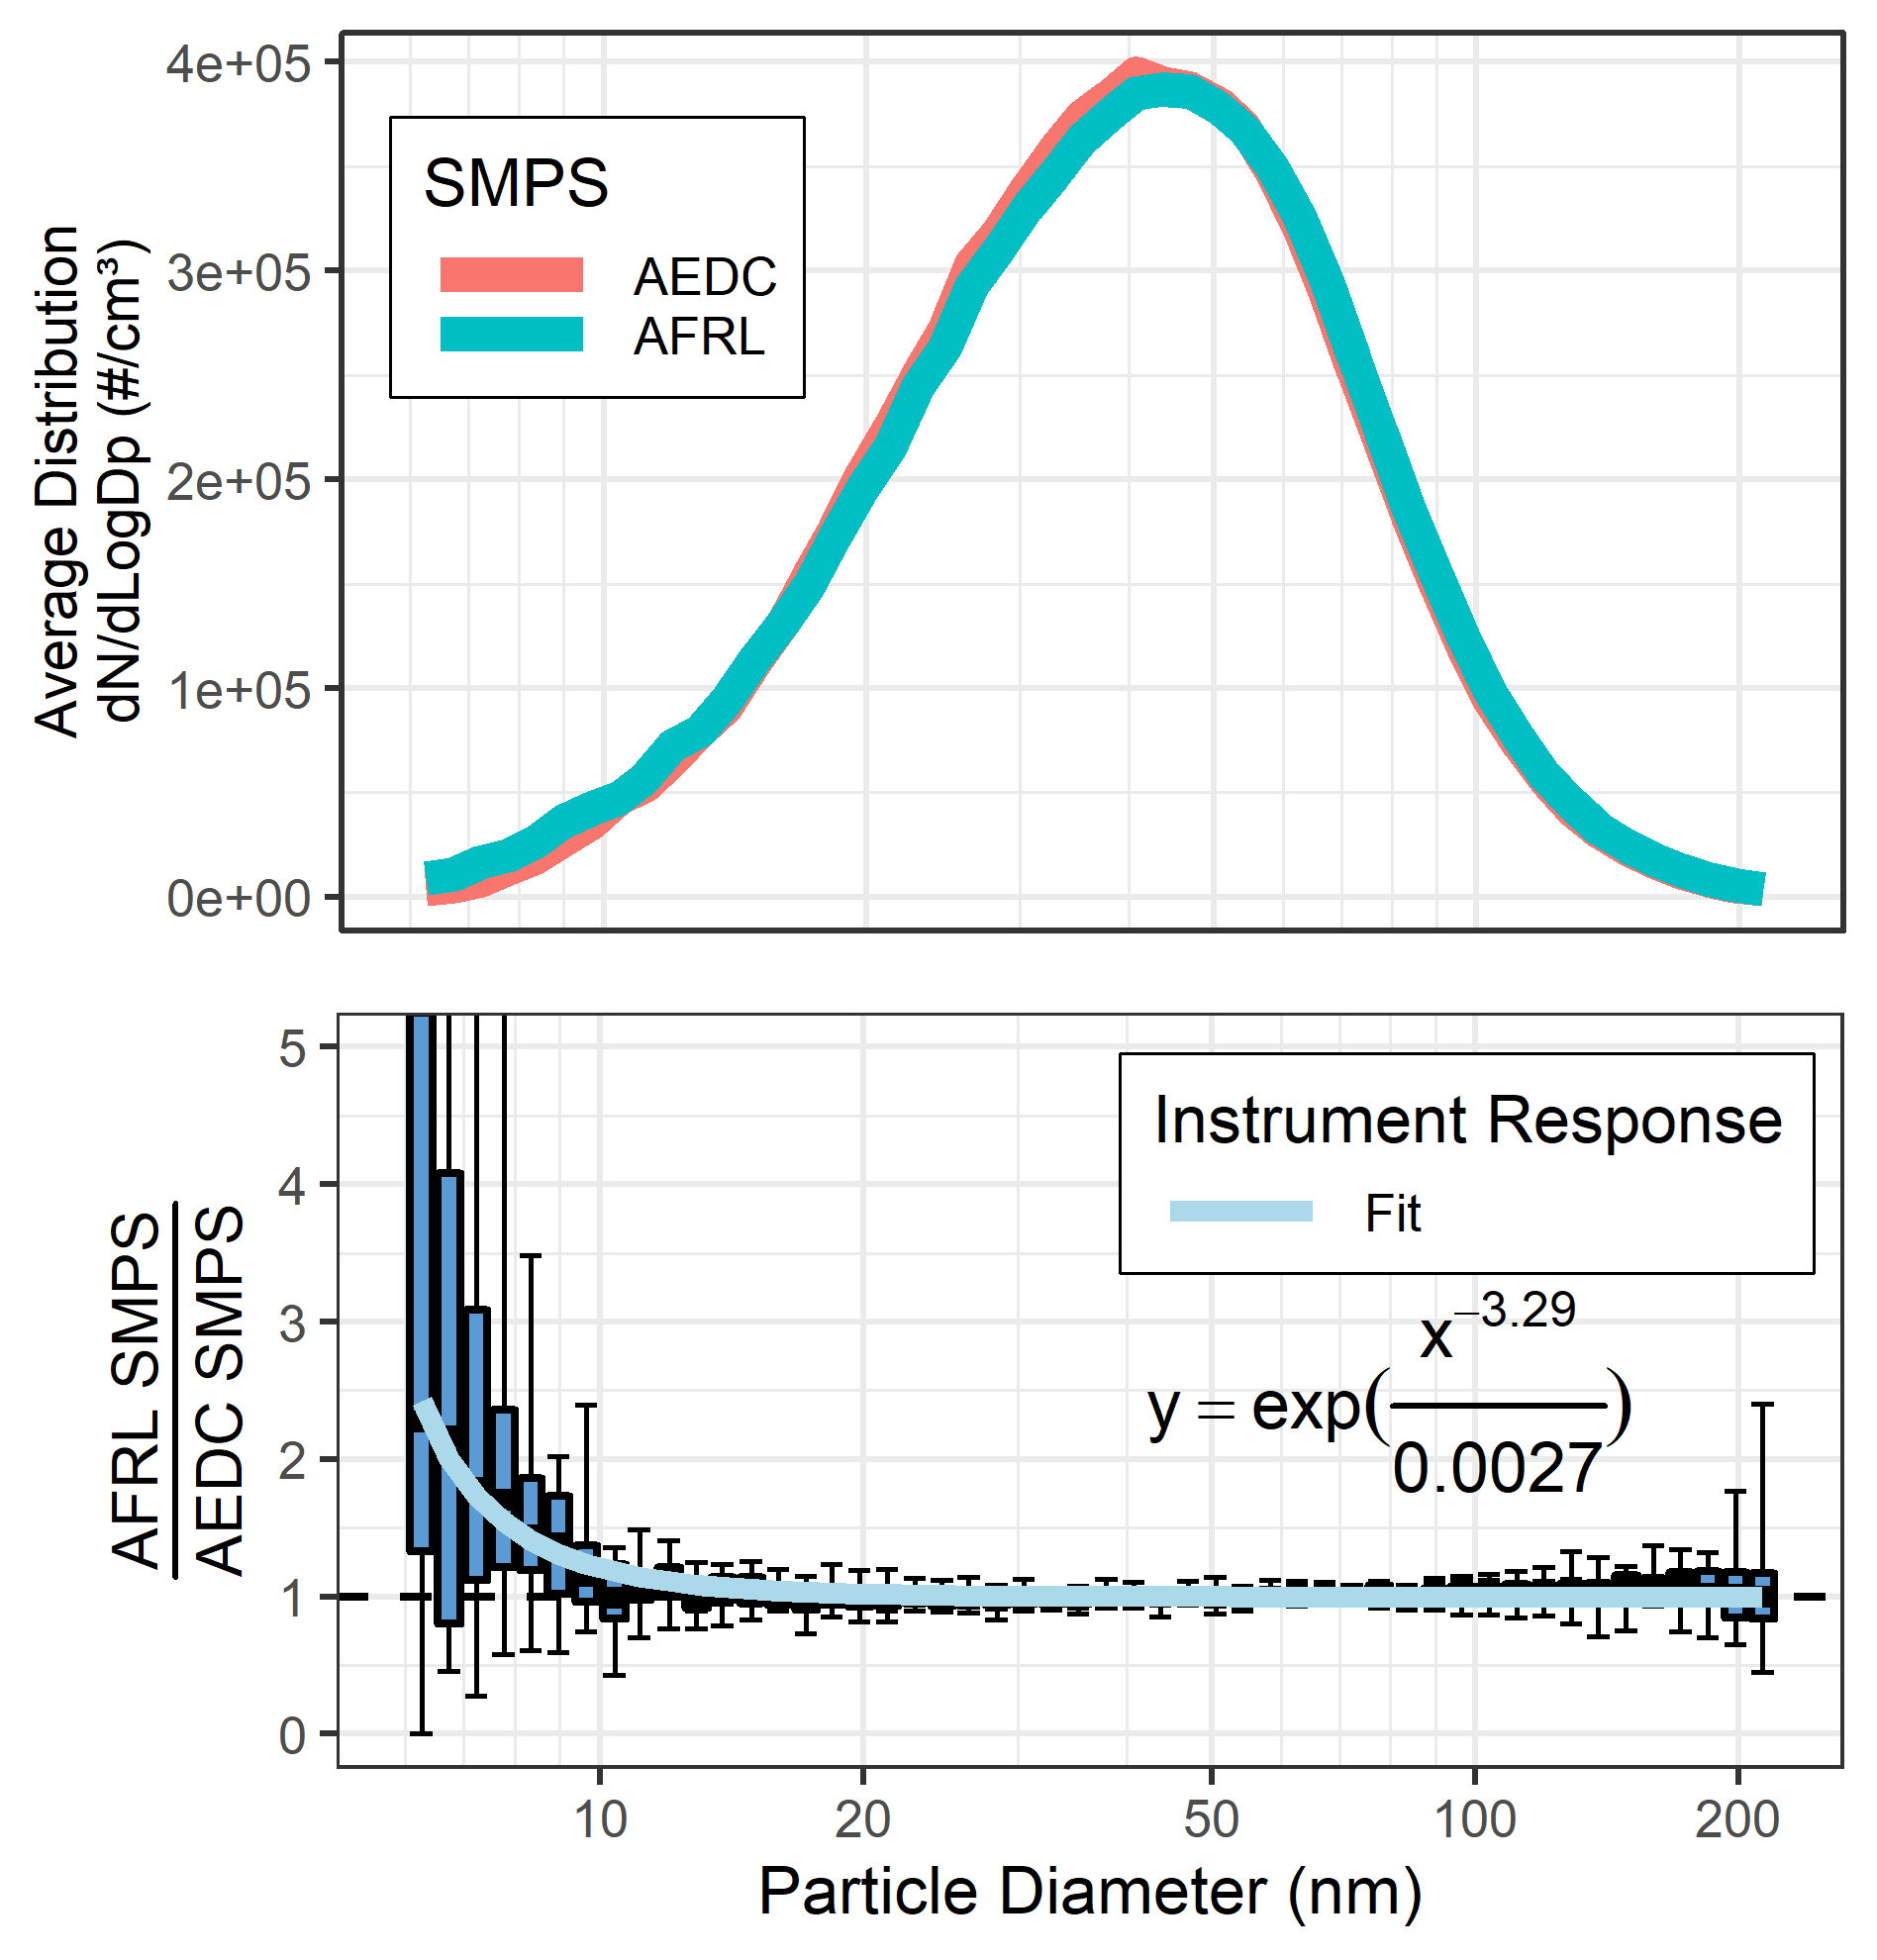 4e+05
3e+05
2e+05
1e+05
0e+00
Average Distribution
dN/dLogDp (#/cm³)
SMPS
AEDC
AFRL
5
4
3
2
1
0
AFRL SMPS
AEDC SMPS
Instrument Response
Fit
y = exp(x^−3.29/0.0027)
10 20 50 100 200
Particle Diameter (nm)